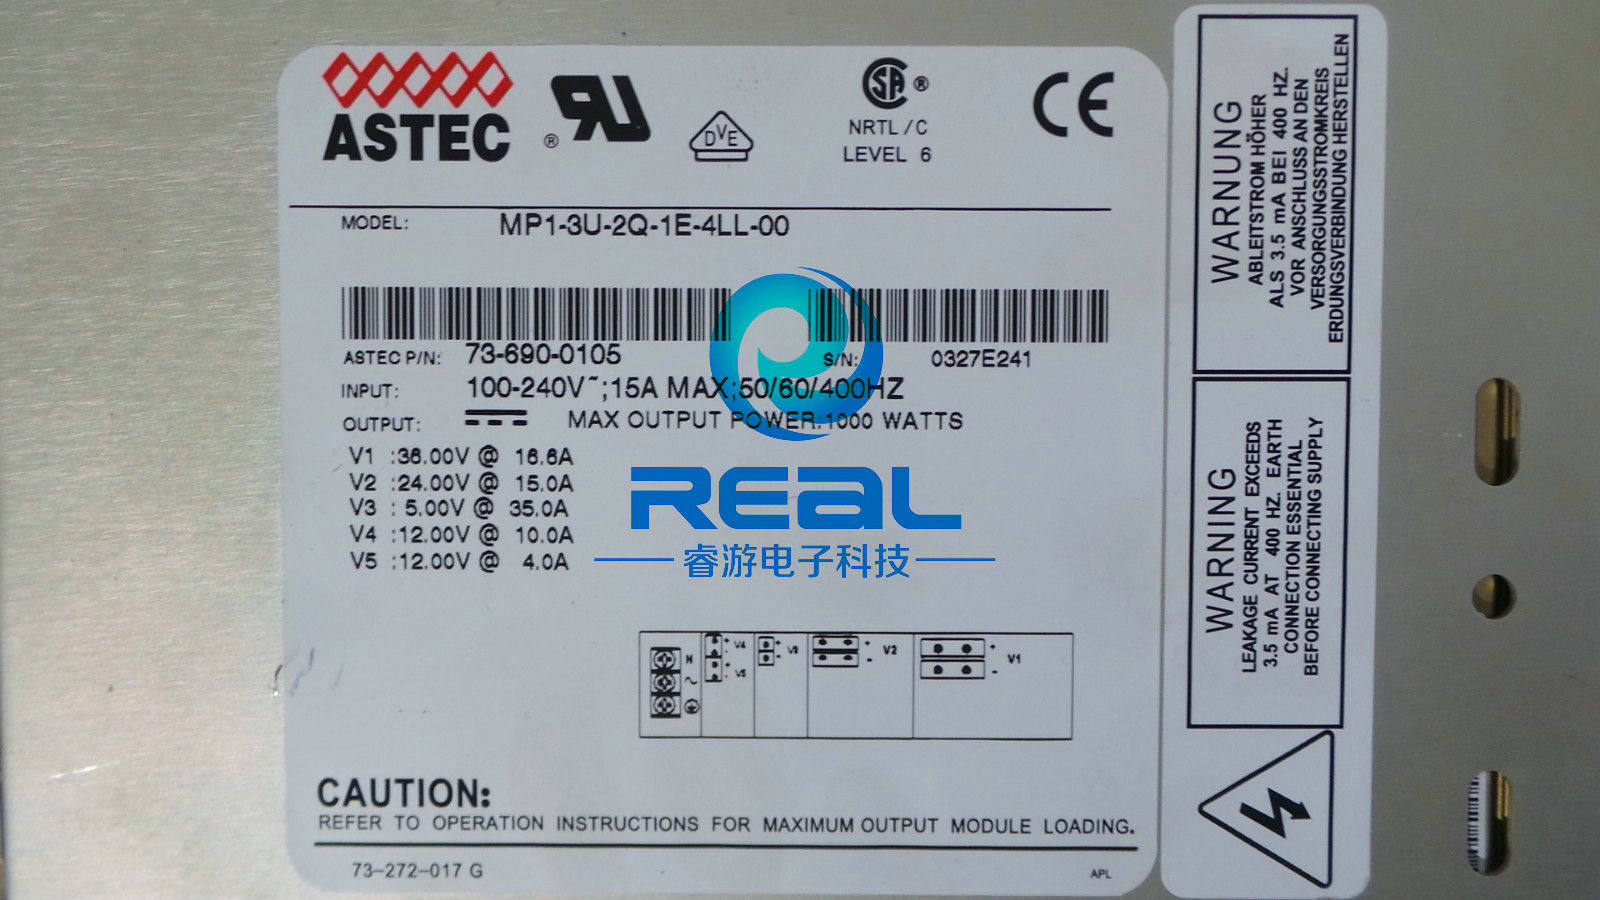 ASTEC
®
DVE
SA ®
NRTL/C
LEVEL 6
CE
MODEL: MP1-3U-2Q-1E-4LL-00
ASTEC P/N: 73-690-0105
S/N: 0327E241
INPUT: 100-240V~;15A MAX;50/60/400HZ
OUTPUT: MAX OUTPUT POWER:1000 WATTS
V1 :36.00V @ 16.6A
V2 :24.00V @ 15.0A
V3 : 5.00V @ 35.0A
V4 :12.00V @ 10.0A
V5 :12.00V @ 4.0A
REAL
睿游电子科技
N V4 + - V5 + - V3 + - V2 + - V1 + -
CAUTION:
REFER TO OPERATION INSTRUCTIONS FOR MAXIMUM OUTPUT MODULE LOADING.
73-272-017 G
APL
WARNUNG
ABLEITSTROM HÖHER
ALS 3.5 mA BEI 400 HZ.
VOR ANSCHLUSS AN DEN
VERSORGUNGSSTROMKREIS
ERDUNGSVERBINDUNG HERSTELLEN
WARNING
LEAKAGE CURRENT EXCEEDS
3.5 mA AT 400 HZ. EARTH
CONNECTION ESSENTIAL
BEFORE CONNECTING SUPPLY